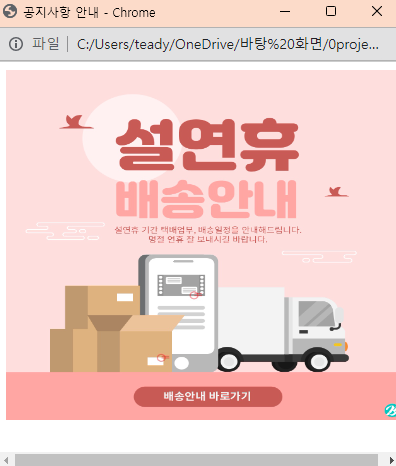 공지사항 안내 - Chrome
파일 | C:/Users/teady/OneDrive/바탕%20화면/0proje...
설연휴
배송안내
설연휴 기간 택배업무, 배송일정을 안내해드립니다.
명절 연휴 잘 보내시길 바랍니다.
배송안내 바로가기